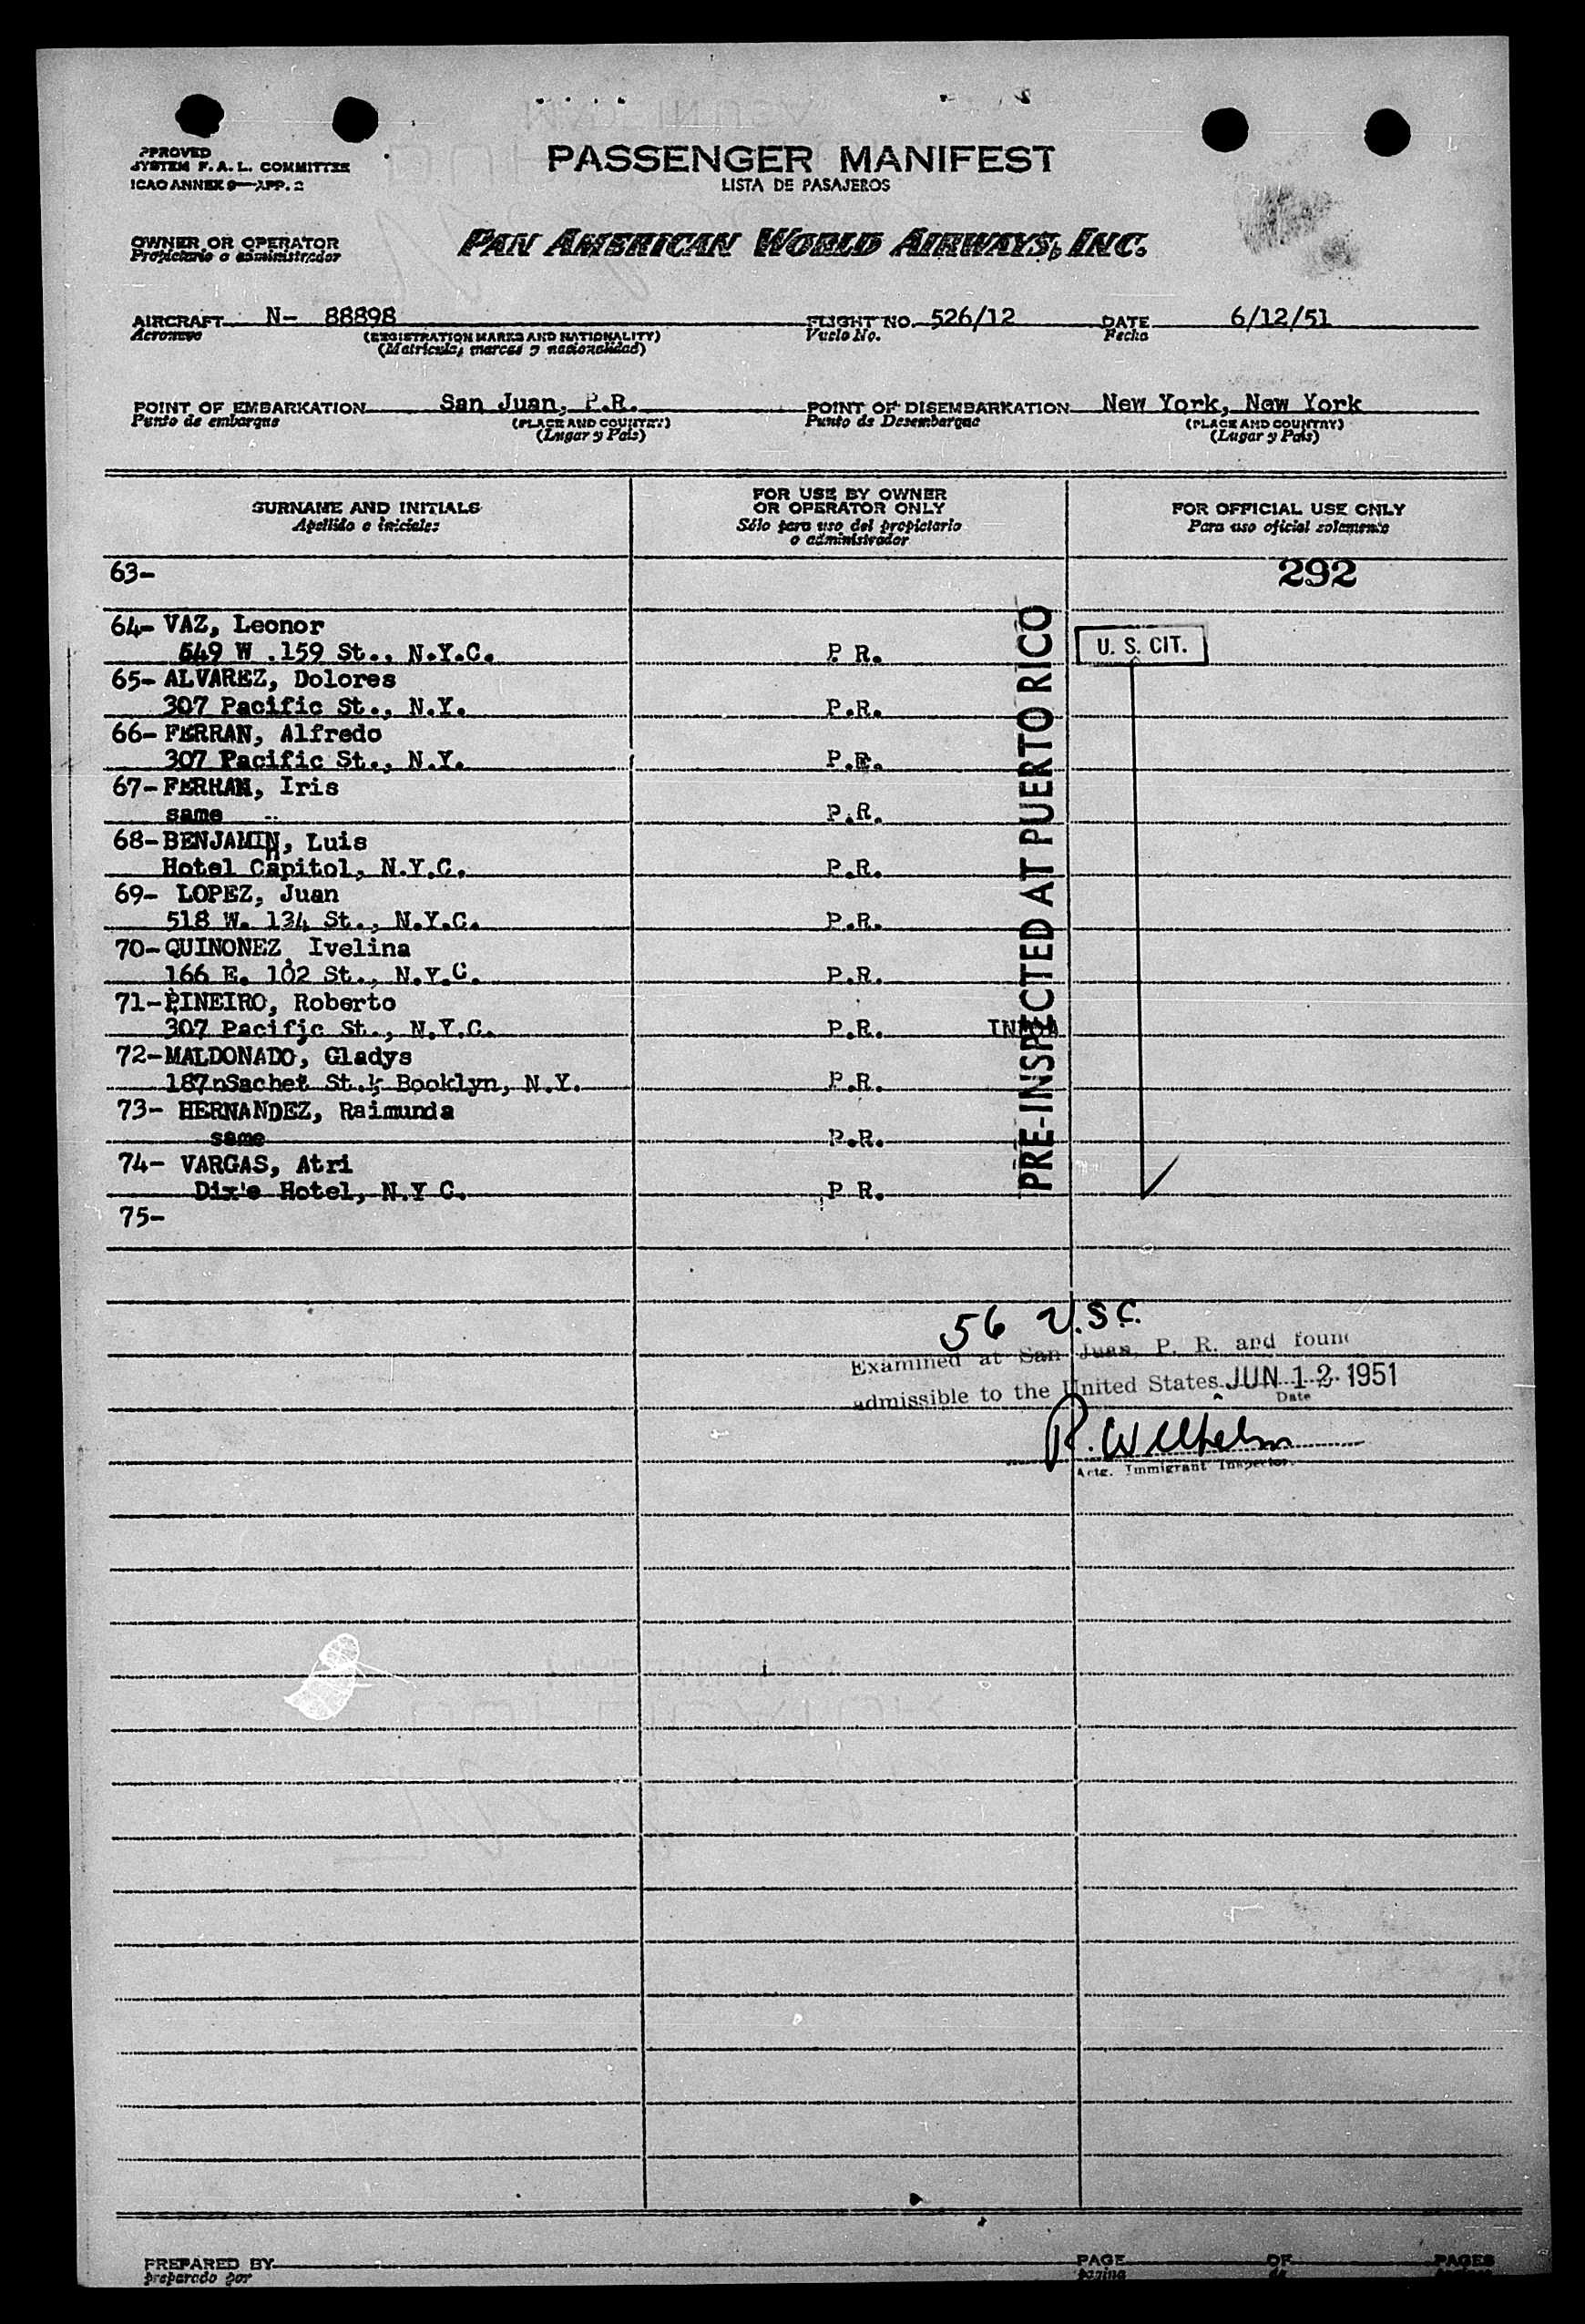 APPROVED
SYSTEM F.A.L. COMMITTEE
ICAO ANNEX 9—APP. 2
PASSENGER MANIFEST
LISTA DE PASAJEROS
OWNER OR OPERATOR
Propietario o administrador
PAN AMERICAN WORLD AIRWAYS, INC.
AIRCRAFT N- 88898 FLIGHT NO. 526/12 DATE 6/12/51
Aeronave (REGISTRATION MARKS AND NATIONALITY) Vuelo No. Fecha
(Matricula, marcas y nacionalidad)
POINT OF EMBARKATION San Juan, P.R. POINT OF DISEMBARKATION New York, New York
Punto de embarque (PLACE AND COUNTRY) Punto de Desembarque (PLACE AND COUNTRY)
(Lugar y País) (Lugar y País)
SURNAME AND INITIALS FOR USE BY OWNER OR OPERATOR ONLY FOR OFFICIAL USE ONLY
Apellido e iniciales Sólo para uso del propietario o administrador Para uso oficial solamente
63- 292
64- VAZ, Leonor
549 W .159 St., N.Y.C. P R. U. S. CIT.
65- ALVAREZ, Dolores
307 Pacific St., N.Y. P.R.
66- FERRAN, Alfredo
307 Pacific St., N.Y. P.R.
67- FERRAN, Iris
same P.R.
68- BENJAMIN, Luis
Hotel Capitol, N.Y.C. P.R.
69- LOPEZ, Juan
518 W. 134 St., N.Y.C. P.R.
70- QUINONEZ, Ivelina
166 E. 102 St., N.Y.C. P.R.
71- PINEIRO, Roberto
307 Pacific St., N.Y.C. P.R.
72- MALDONADO, Gladys
187nSachet St.k Booklyn, N.Y. P.R.
73- HERNANDEZ, Raimunda
same P.R.
74- VARGAS, Atri
Dix'e Hotel, N.Y C. P R.
75-
PRE-INSPECTED AT PUERTO RICO
56 U.S.C.
Examined at San Juan, P. R. and found
admissible to the United States JUN 12 1951
Date
R. Wilhelm
Actg. Immigrant Inspector.
PREPARED BY PAGE OF PAGES
preparado por pagina de